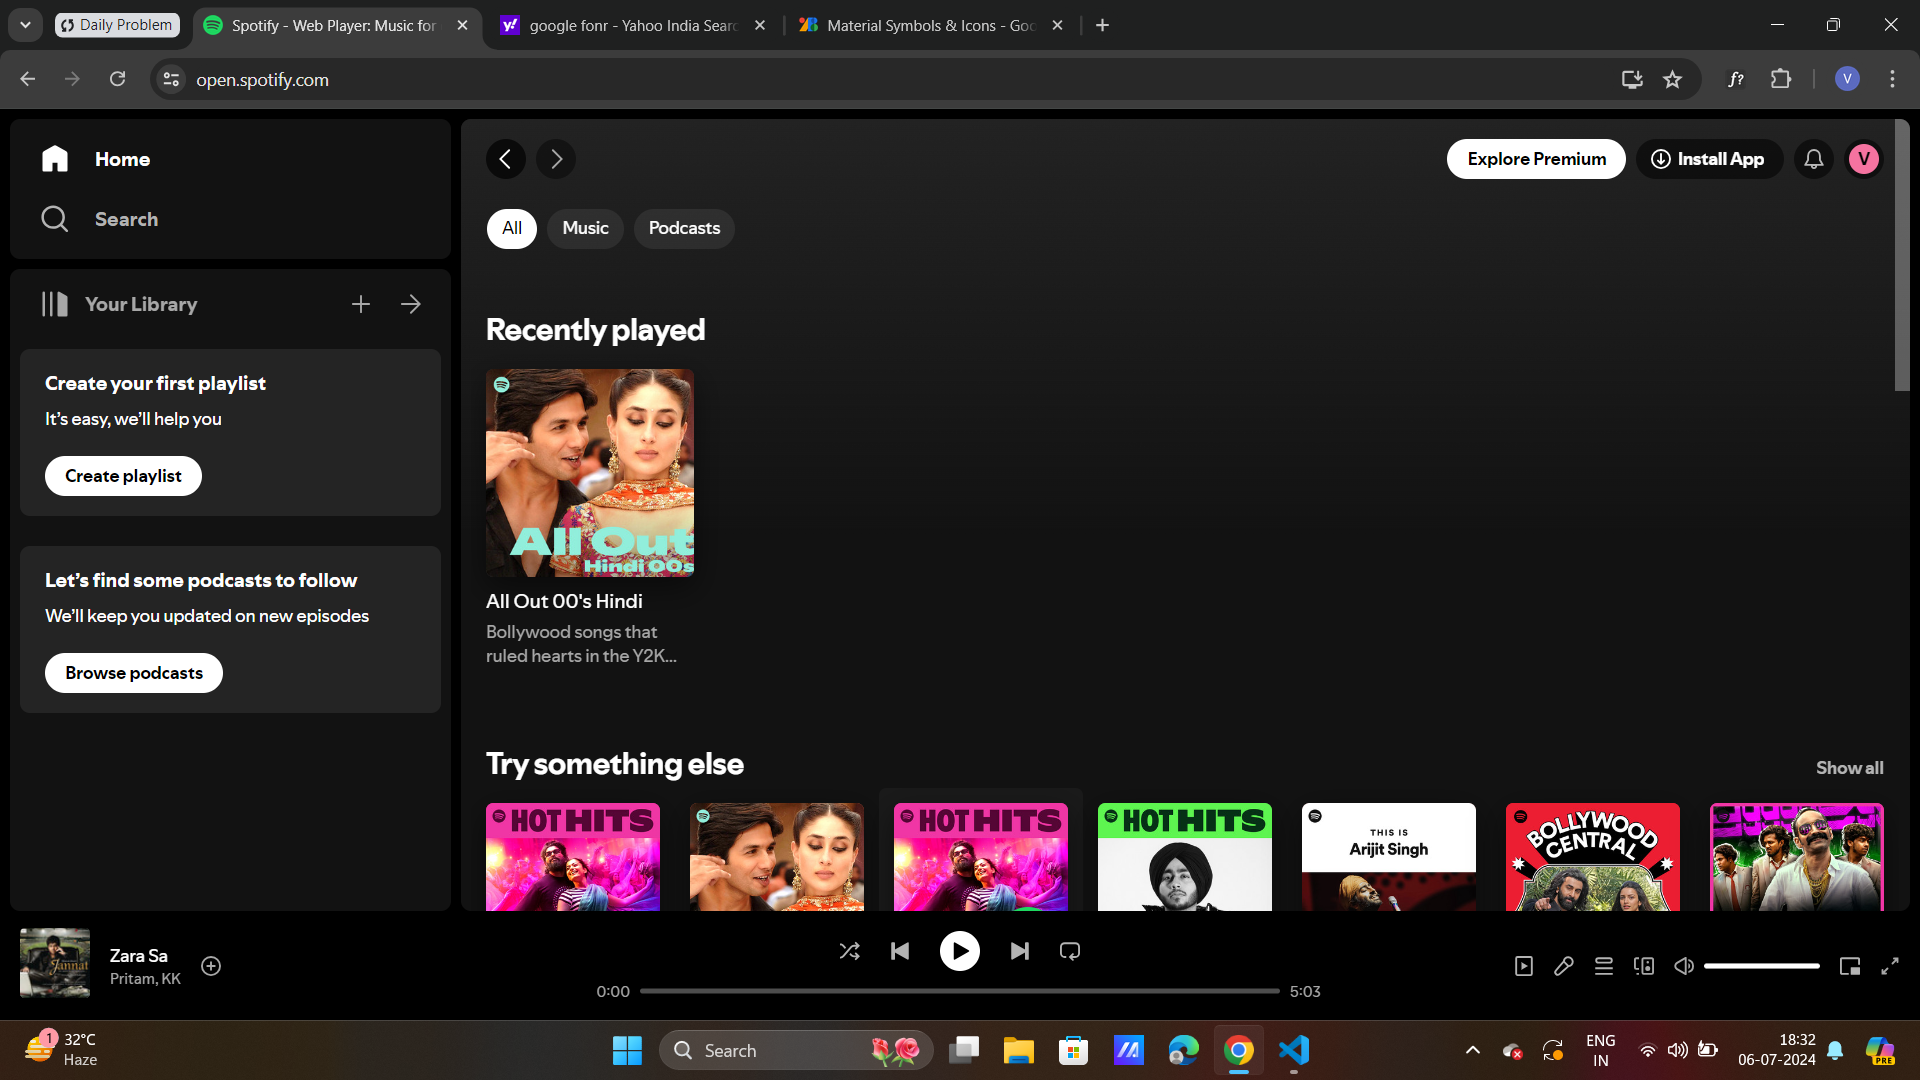 Daily Problem
Spotify - Web Player: Music for
google fonr - Yahoo India Searc
Material Symbols & Icons - Goo
open.spotify.com
f?
V
Home
Search
Your Library
Create your first playlist
It's easy, we'll help you
Create playlist
Let's find some podcasts to follow
We'll keep you updated on new episodes
Browse podcasts
Explore Premium
Install App
V
All
Music
Podcasts
Recently played
All Out
Hindi 00s
All Out 00's Hindi
Bollywood songs that
ruled hearts in the Y2K...
Try something else
Show all
HOT HITS
HOT HITS
HOT HITS
THIS IS
Arijit Singh
BOLLYWOOD
CENTRAL
Jannat
Zara Sa
Pritam, KK
0:00
5:03
1
32°C
Haze
Search
ENG
IN
18:32
06-07-2024
PRE